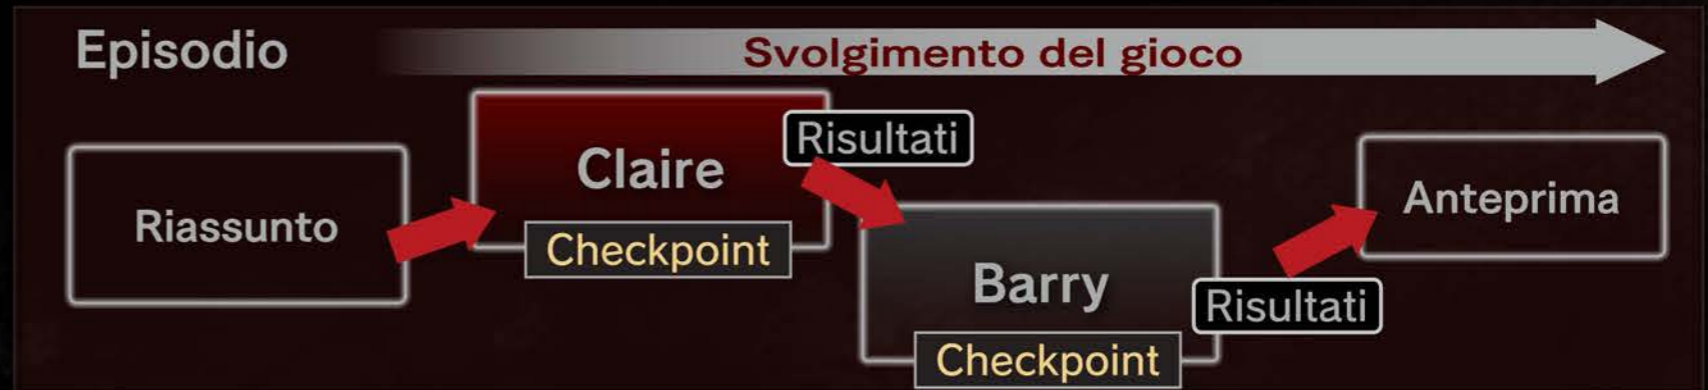 Episodio
Svolgimento del gioco
Riassunto
Claire
Checkpoint
Risultati
Barry
Checkpoint
Risultati
Anteprima